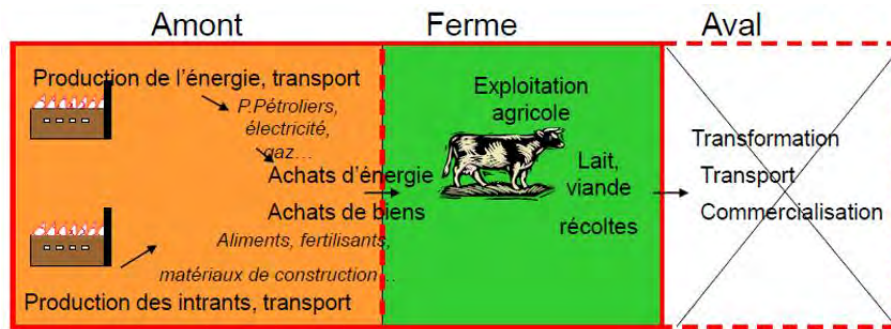 Amont
Ferme
Aval
Production de l'énergie, transport
P.Pétroliers,
électricité,
gaz...
Achats d'énergie
Achats de biens
Aliments, fertilisants,
matériaux de construction...
Production des intrants, transport
Exploitation
agricole
Lait,
viande
récoltes
Transformation
Transport
Commercialisation